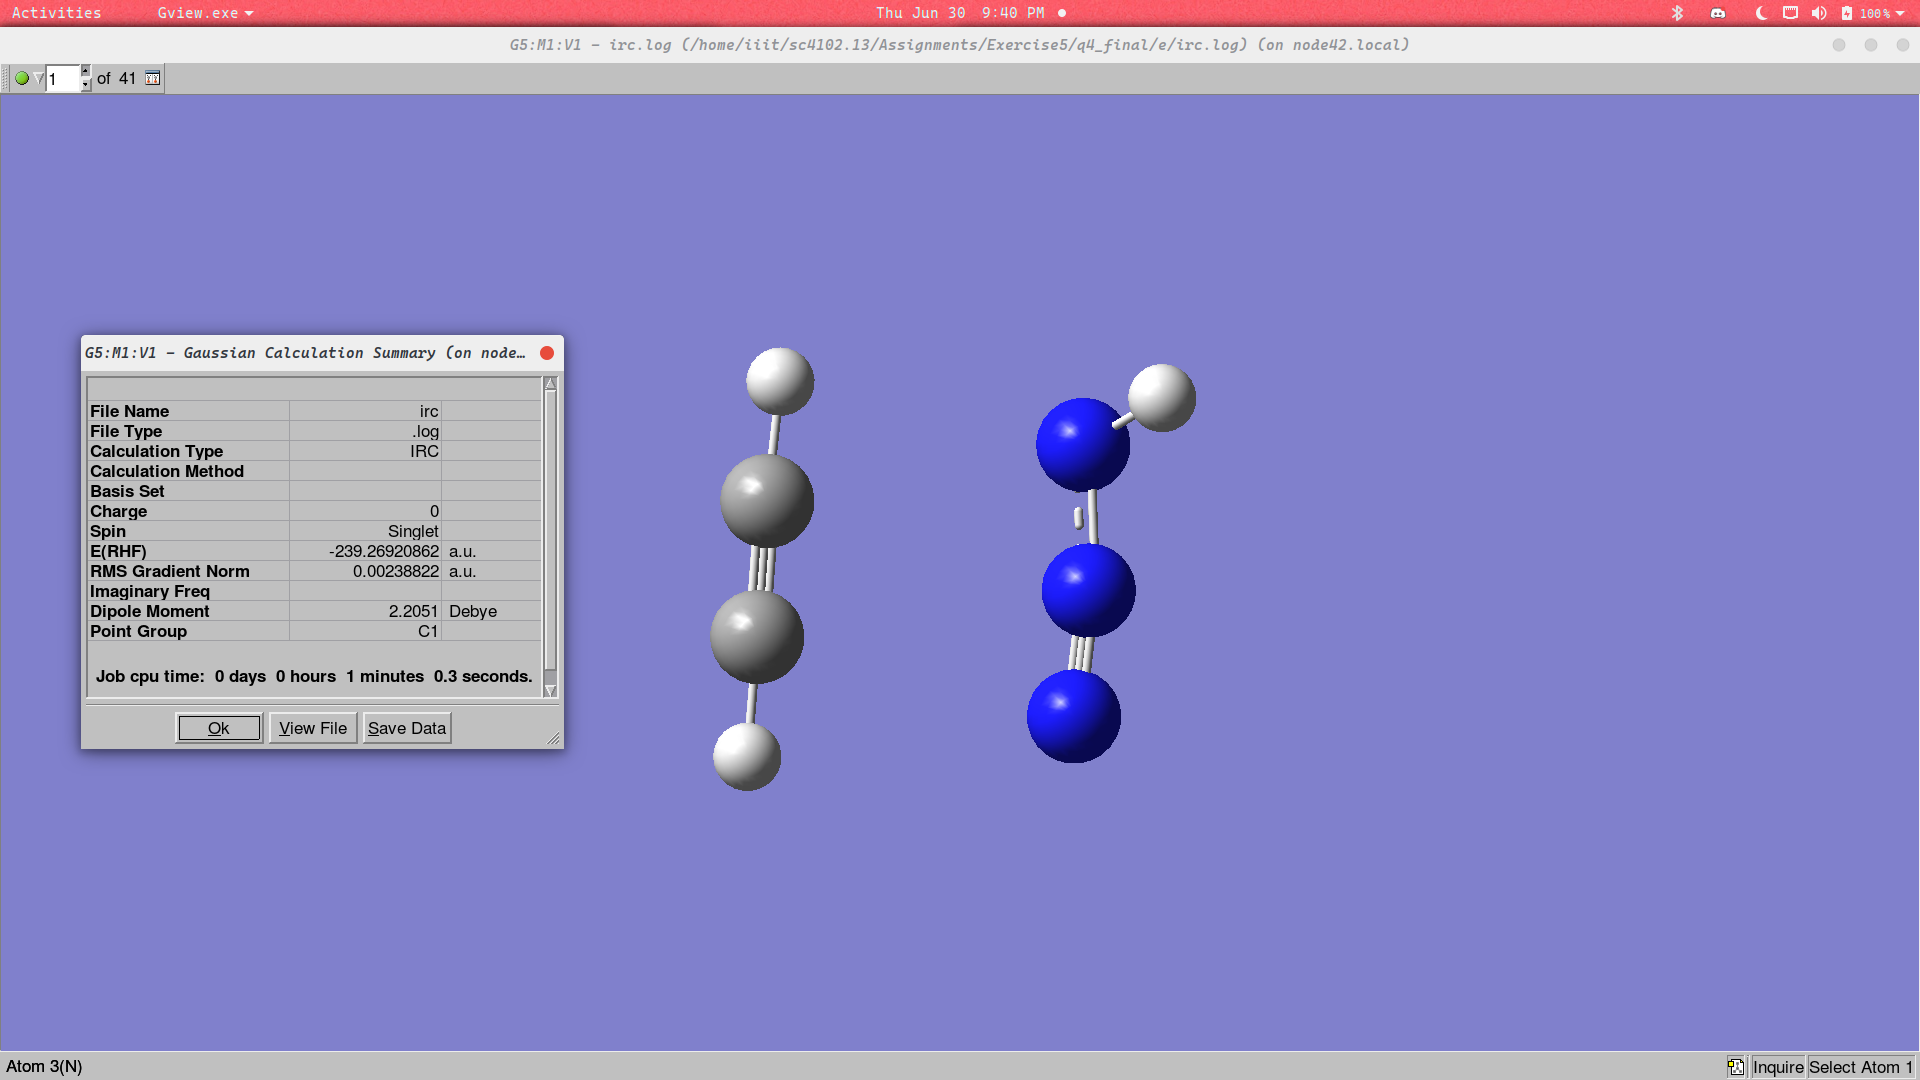 Activities Gview.exe Thu Jun 30 9:40 PM 100%
G5:M1:V1 - irc.log (/home/iiit/sc4102.13/Assignments/Exercise5/q4_final/e/irc.log) (on node42.local)
1 of 41
G5:M1:V1 - Gaussian Calculation Summary (on node…
File Name irc
File Type .log
Calculation Type IRC
Calculation Method
Basis Set
Charge 0
Spin Singlet
E(RHF) -239.26920862 a.u.
RMS Gradient Norm 0.00238822 a.u.
Imaginary Freq
Dipole Moment 2.2051 Debye
Point Group C1
Job cpu time: 0 days 0 hours 1 minutes 0.3 seconds.
Ok View File Save Data
Atom 3(N) Inquire Select Atom 1